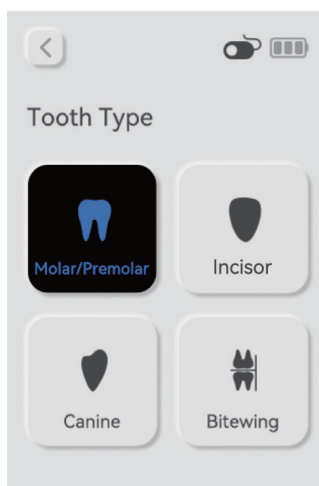 Tooth Type
Molar/Premolar
Incisor
Canine
Bitewing